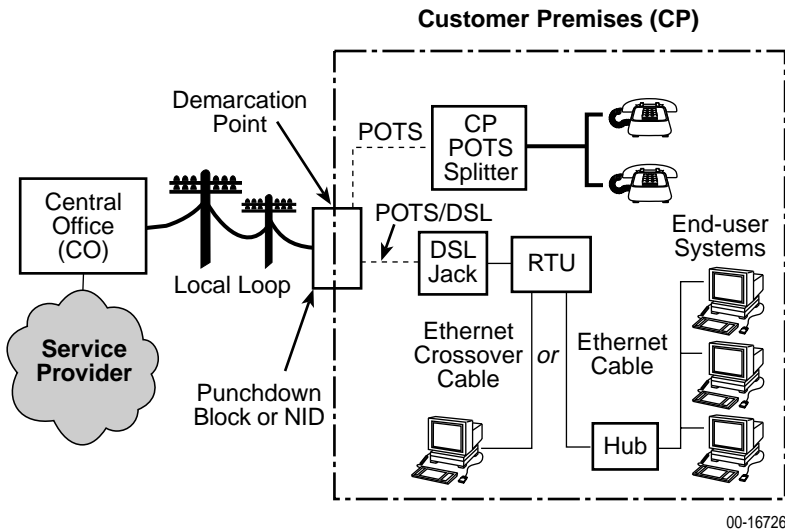 Customer Premises (CP)
Demarcation
Point
POTS
CP
POTS
Splitter
Central
Office
(CO)
POTS/DSL
Local Loop
DSL
Jack
RTU
End-user
Systems
Service
Provider
Punchdown
Block or NID
Ethernet
Crossover
Cable
or
Ethernet
Cable
Hub
00-16726